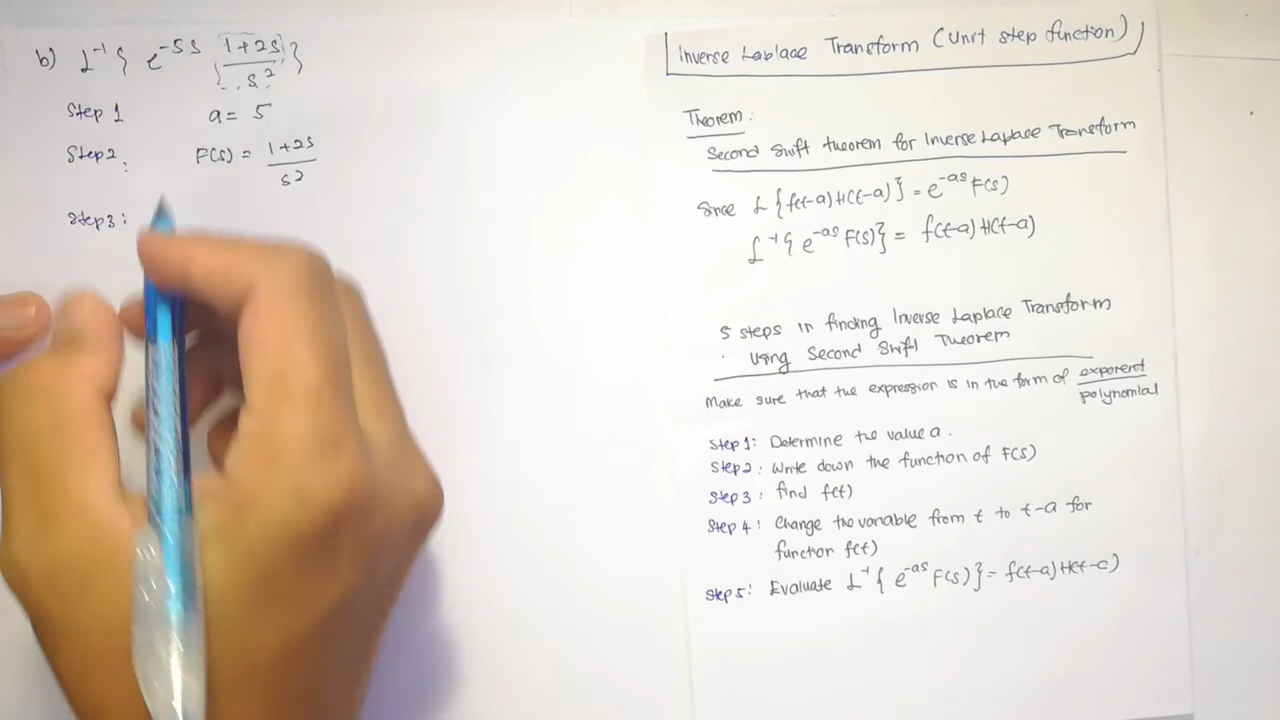 b) L⁻¹ { e^-5s { 1+2s / s² } }
Step 1 a = 5
Step2: F(s) = 1+2s / s²
Step3:
Inverse Laplace Transform (Unit step function)
Theorem:
Second Shift theorem for Inverse Laplace Transform
Since L {f(t-a)H(t-a)} = e^-as F(s)
L⁻¹{ e^-as F(s)} = f(t-a)H(t-a)
5 steps in finding Inverse Laplace Transform
using Second Shift Theorem
Make sure that the expression is in the form of exponent / polynomial
Step 1: Determine the value a.
Step 2: Write down the function of F(s)
Step 3: find f(t)
Step 4: Change the variable from t to t-a for
function f(t)
Step 5: Evaluate L⁻¹{ e^-as F(s)} = f(t-a)H(t-a)